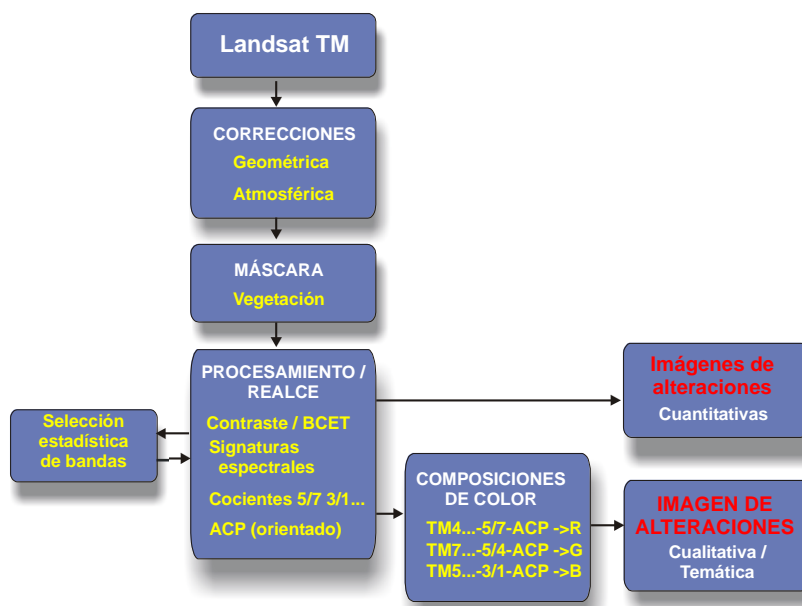 Landsat TM
CORRECCIONES
Geométrica
Atmosférica
MÁSCARA
Vegetación
PROCESAMIENTO /
REALCE
Contraste / BCET
Signaturas
espectrales
Cocientes 5/7 3/1...
ACP (orientado)
Selección
estadística
de bandas
Imágenes de
alteraciones
Cuantitativas
COMPOSICIONES
DE COLOR
TM4...-5/7-ACP ->R
TM7...-5/4-ACP ->G
TM5...-3/1-ACP ->B
IMAGEN DE
ALTERACIONES
Cualitativa /
Temática